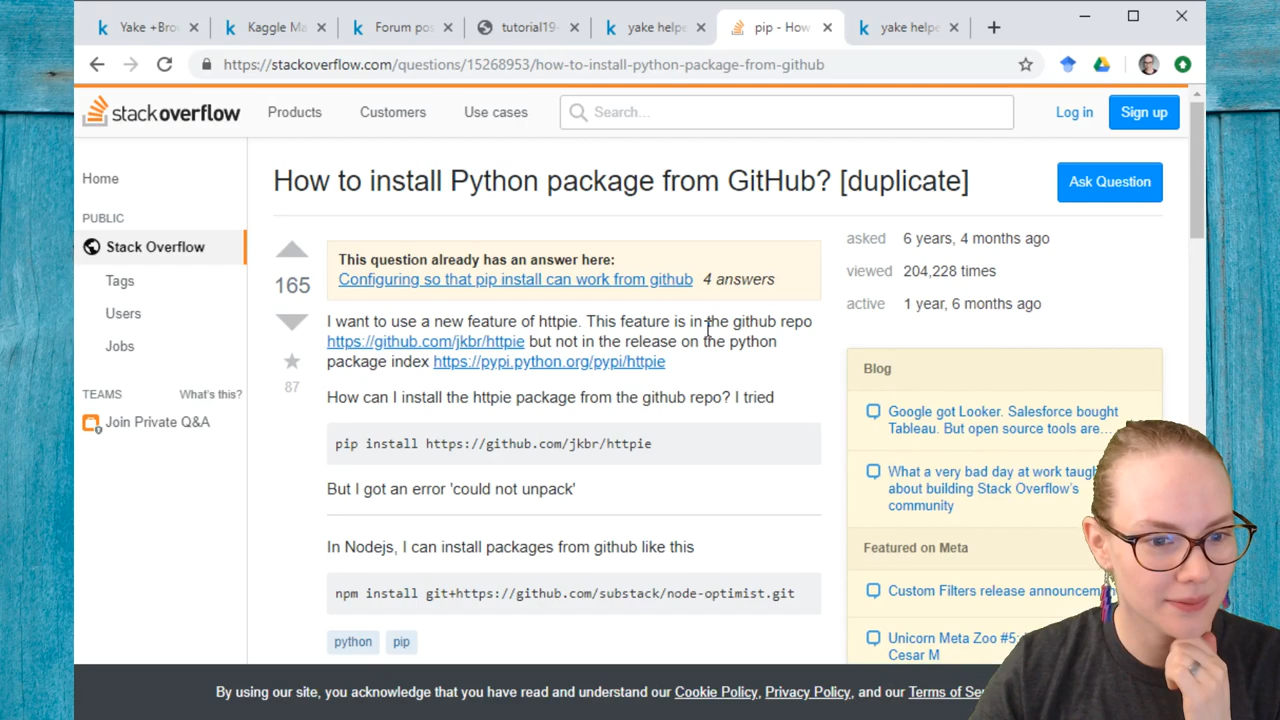 Yake +Bro
Kaggle Ma
Forum pos
tutorial19-
yake helpe
pip - How
yake helpe
https://stackoverflow.com/questions/15268953/how-to-install-python-package-from-github
stackoverflow
Products
Customers
Use cases
Search...
Log in
Sign up
Home
PUBLIC
Stack Overflow
Tags
Users
Jobs
TEAMS
What's this?
Join Private Q&A
How to install Python package from GitHub? [duplicate]
Ask Question
165
87
This question already has an answer here:
Configuring so that pip install can work from github 4 answers
I want to use a new feature of httpie. This feature is in the github repo
https://github.com/jkbr/httpie but not in the release on the python
package index https://pypi.python.org/pypi/httpie
How can I install the httpie package from the github repo? I tried
pip install https://github.com/jkbr/httpie
But I got an error 'could not unpack'
In Nodejs, I can install packages from github like this
npm install git+https://github.com/substack/node-optimist.git
python
pip
asked 6 years, 4 months ago
viewed 204,228 times
active 1 year, 6 months ago
Blog
Google got Looker. Salesforce bought
Tableau. But open source tools are...
What a very bad day at work taug
about building Stack Overflow's
community
Featured on Meta
Custom Filters release announcem
Unicorn Meta Zoo #5:
Cesar M
By using our site, you acknowledge that you have read and understand our Cookie Policy, Privacy Policy, and our Terms of Se